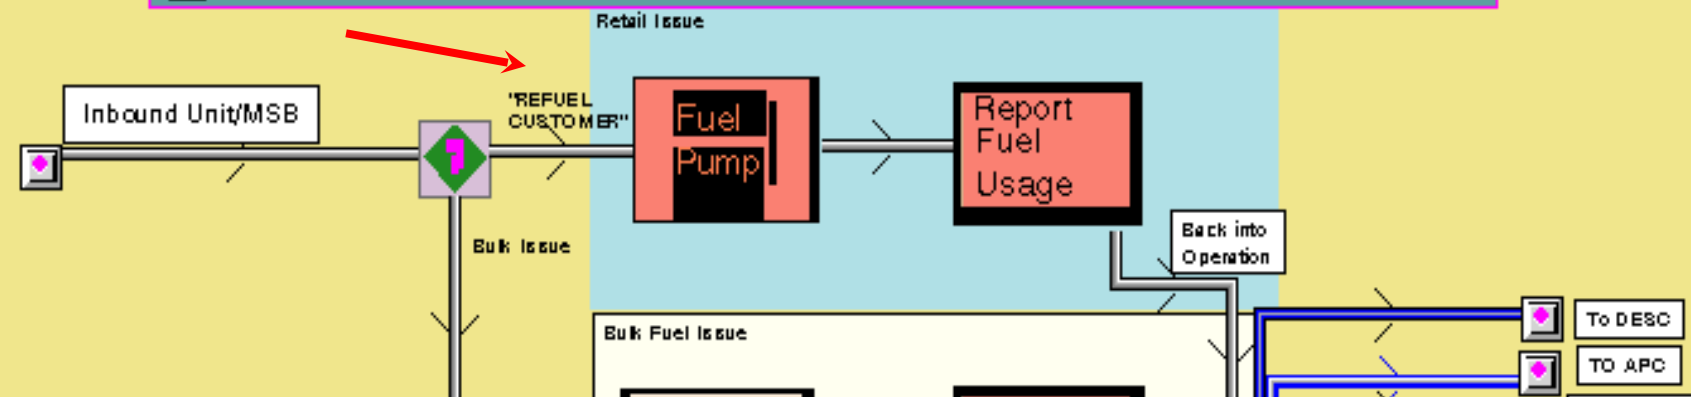 Retail Issue
Inbound Unit/MSB
"REFUEL
CUSTOMER"
Fuel
Pump
Report
Fuel
Usage
Bulk Issue
Back into
Operation
Bulk Fuel Issue
To DESC
TO APC